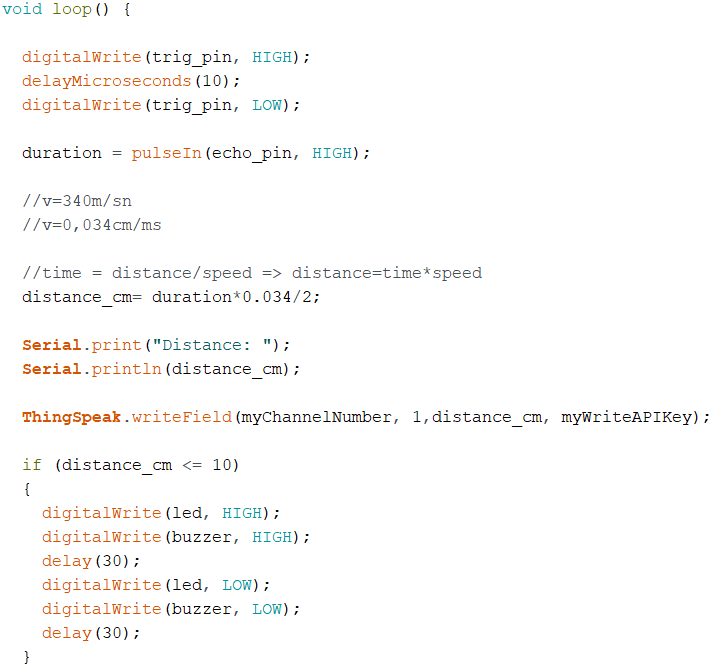 void loop() {
digitalWrite(trig_pin, HIGH);
delayMicroseconds(10);
digitalWrite(trig_pin, LOW);
duration = pulseIn(echo_pin, HIGH);
//v=340m/sn
//v=0,034cm/ms
//time = distance/speed => distance=time*speed
distance_cm= duration*0.034/2;
Serial.print("Distance: ");
Serial.println(distance_cm);
ThingSpeak.writeField(myChannelNumber, 1,distance_cm, myWriteAPIKey);
if (distance_cm <= 10)
{
digitalWrite(led, HIGH);
digitalWrite(buzzer, HIGH);
delay(30);
digitalWrite(led, LOW);
digitalWrite(buzzer, LOW);
delay(30);
}